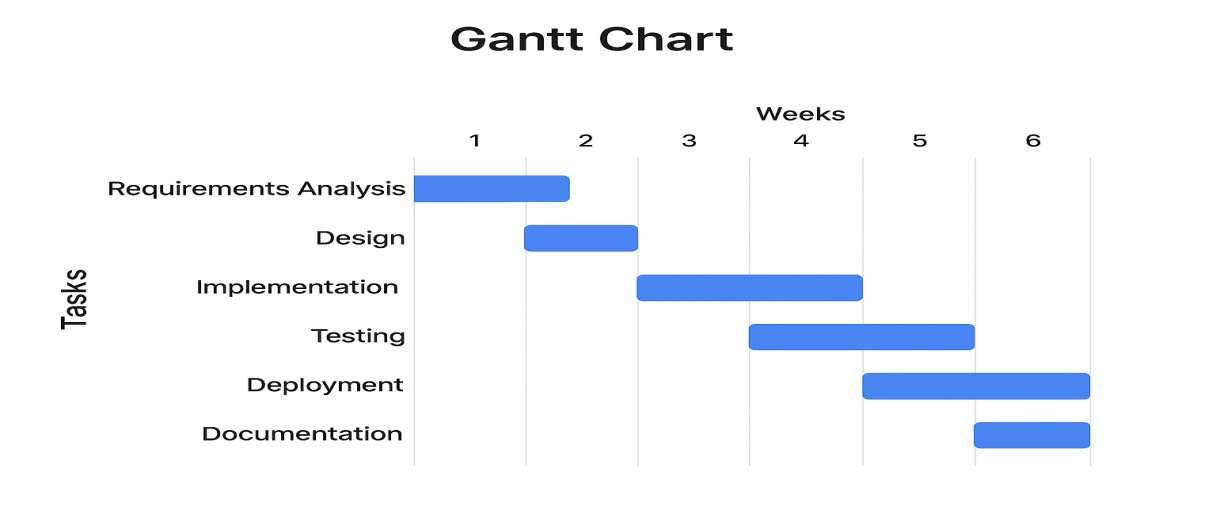 Gantt Chart
Weeks
1 2 3 4 5 6
Tasks
Requirements Analysis
Design
Implementation
Testing
Deployment
Documentation